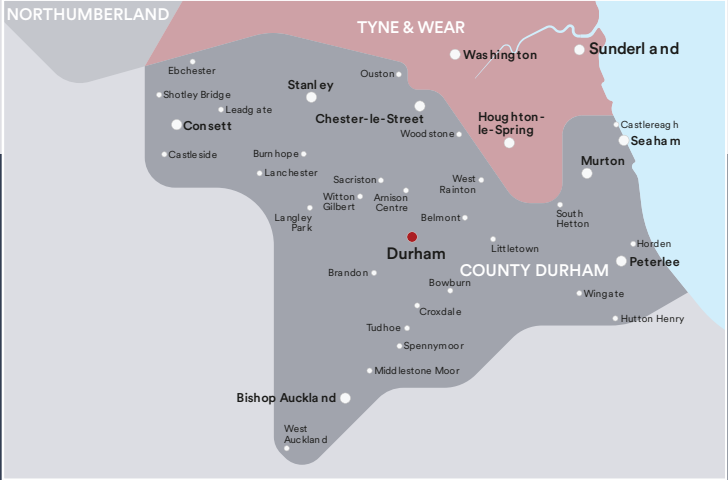 NORTHUMBERLAND
TYNE & WEAR
Sunderland
Washington
Ebchester
Ouston
Stanley
Shotley Bridge
Leadgate
Chester-le-Street
Houghton-
le-Spring
Consett
Castlereagh
Woodstone
Seaham
Castleside
Burnhope
Murton
Lanchester
Sacriston
West
Rainton
Witton
Gilbert
Arnison
Centre
Langley
Park
Belmont
South
Hetton
Durham
Littletown
Horden
Peterlee
COUNTY DURHAM
Brandon
Bowburn
Wingate
Croxdale
Hutton Henry
Tudhoe
Spennymoor
Middlestone Moor
Bishop Auckland
West
Auckland